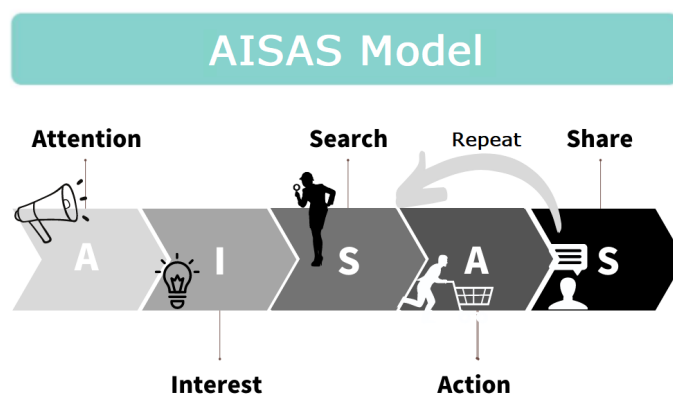 AISAS Model
Attention
Search
Repeat
Share
A
I
S
A
S
Interest
Action